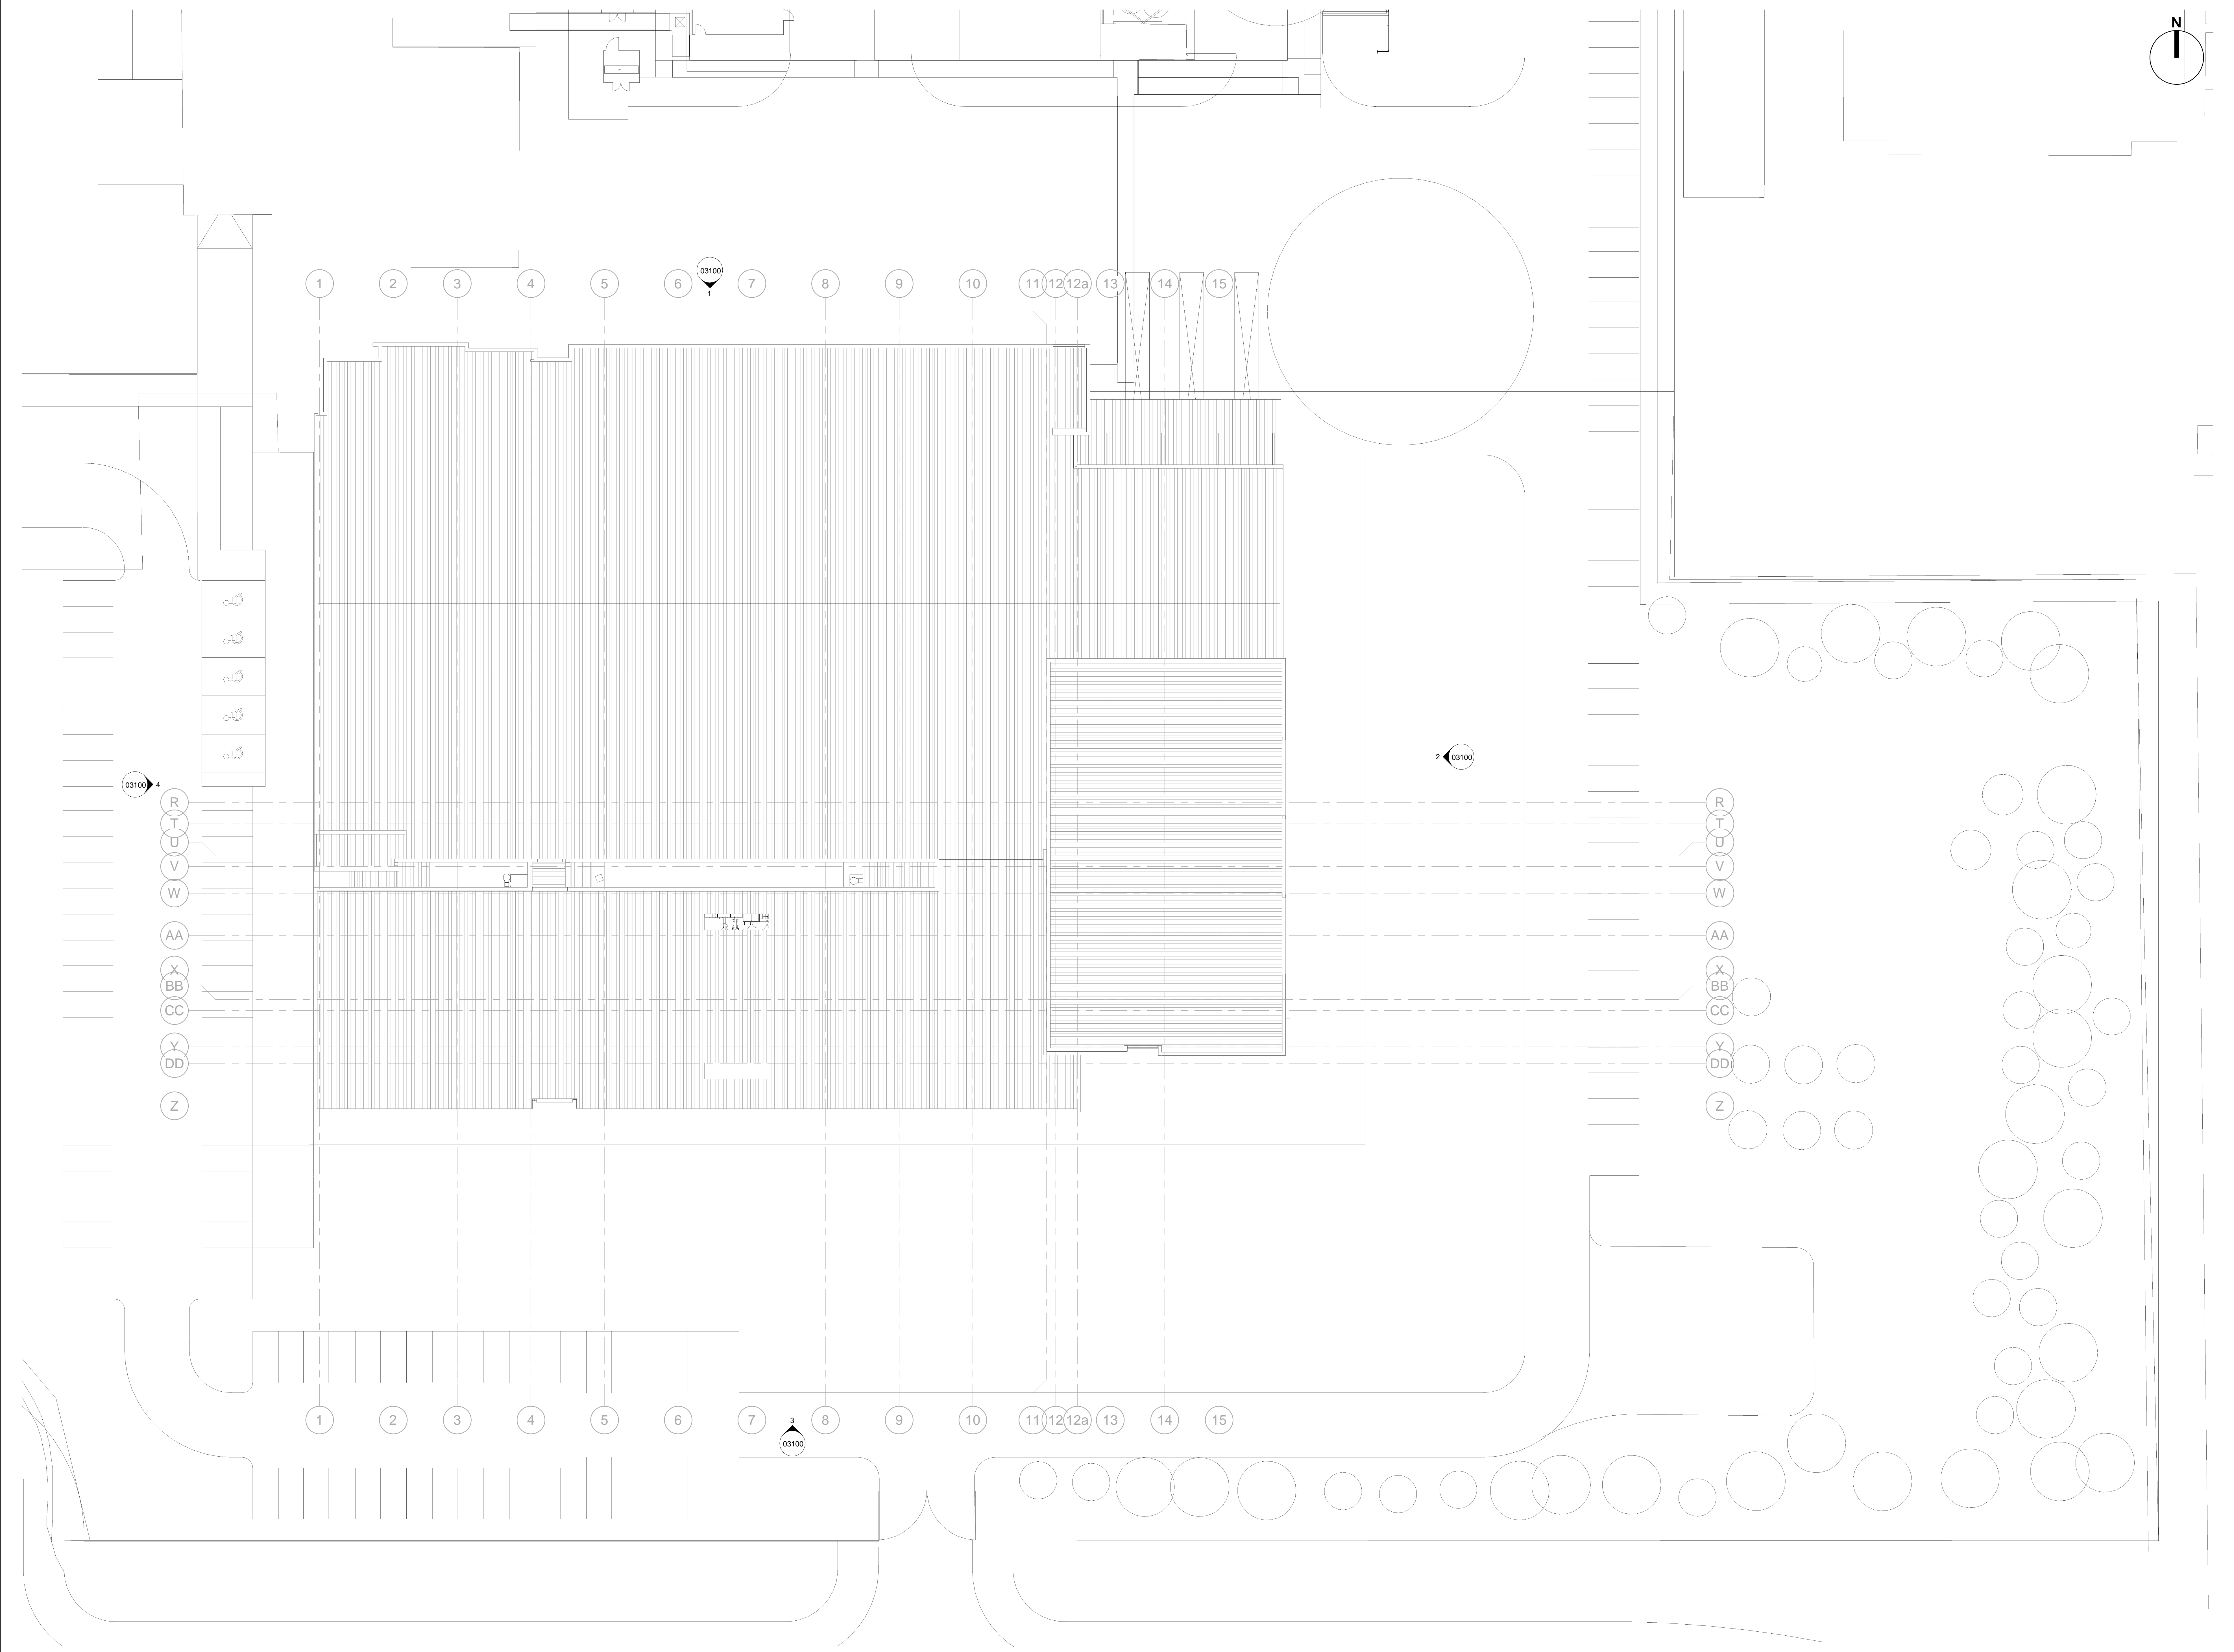 N
03100
1
1 2 3 4 5 6 7 8 9 10 11 12 12a 13 14 15
2 03100
03100 4
R R
T T
U U
V V
W W
AA AA
X X
BB BB
CC CC
Y Y
DD DD
Z Z
1 2 3 4 5 6 7 8 9 10 11 12 12a 13 14 15
3
03100